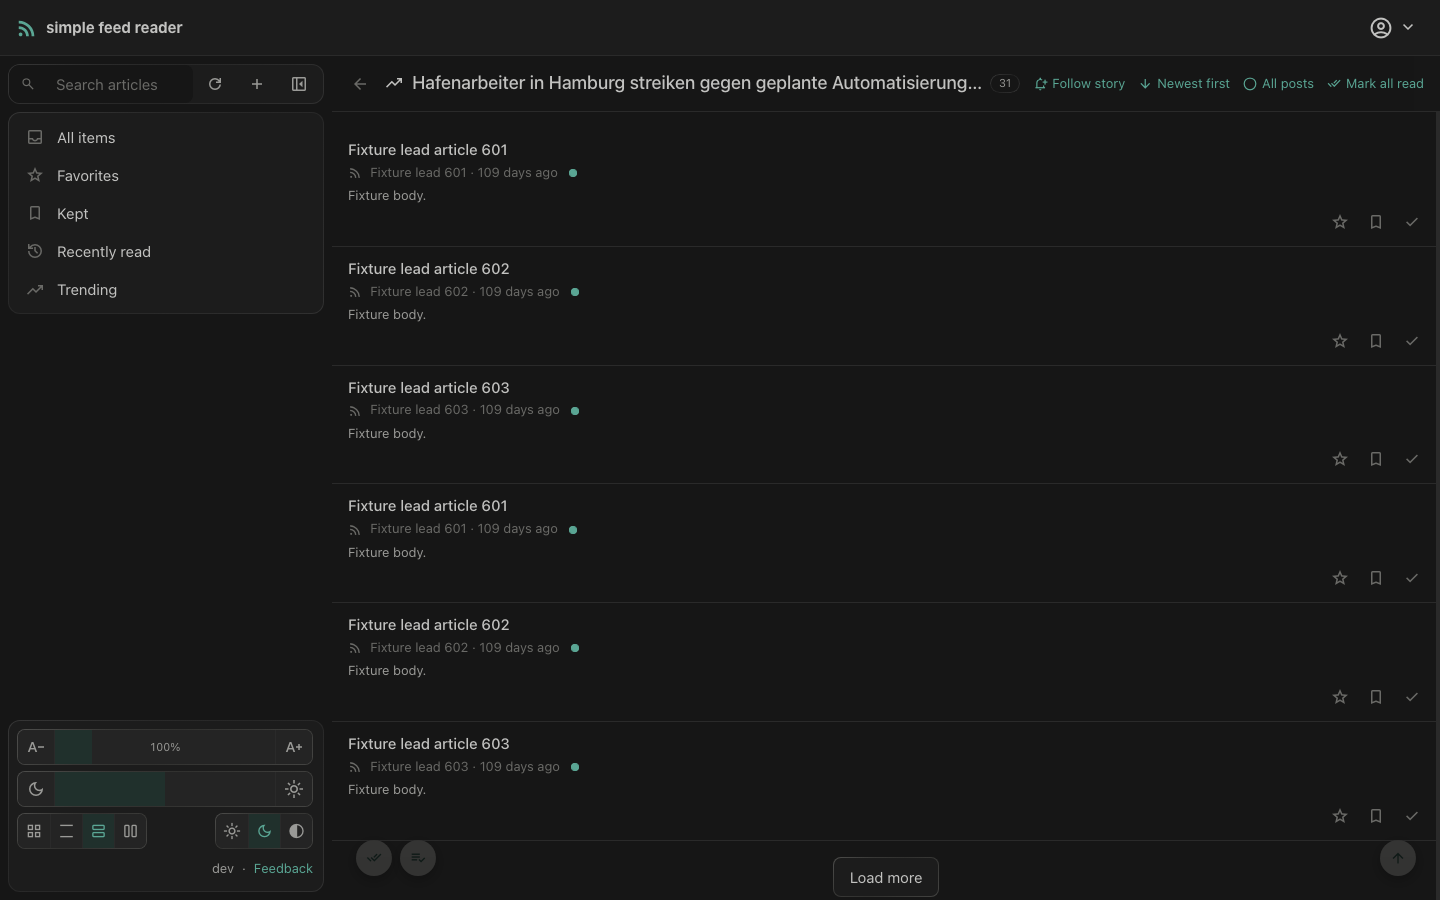 simple feed reader
Search articles
Hafenarbeiter in Hamburg streiken gegen geplante Automatisierung... 31 Follow story Newest first All posts Mark all read
All items
Favorites
Kept
Recently read
Trending
Fixture lead article 601
Fixture lead 601 · 109 days ago
Fixture body.
Fixture lead article 602
Fixture lead 602 · 109 days ago
Fixture body.
Fixture lead article 603
Fixture lead 603 · 109 days ago
Fixture body.
Fixture lead article 601
Fixture lead 601 · 109 days ago
Fixture body.
Fixture lead article 602
Fixture lead 602 · 109 days ago
Fixture body.
Fixture lead article 603
Fixture lead 603 · 109 days ago
Fixture body.
Load more
A− 100% A+
dev · Feedback